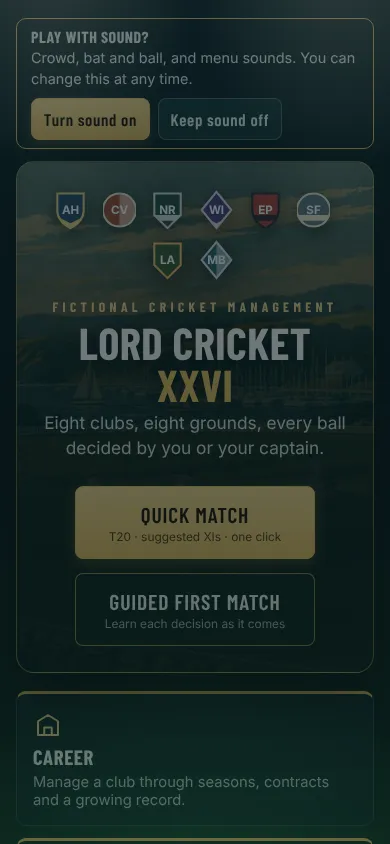 PLAY WITH SOUND?
Crowd, bat and ball, and menu sounds. You can
change this at any time.
Turn sound on
Keep sound off
AH
CV
NR
WI
EP
SF
LA
MB
FICTIONAL CRICKET MANAGEMENT
LORD CRICKET
XXVI
Eight clubs, eight grounds, every ball
decided by you or your captain.
QUICK MATCH
T20 · suggested XIs · one click
GUIDED FIRST MATCH
Learn each decision as it comes
CAREER
Manage a club through seasons, contracts
and a growing record.